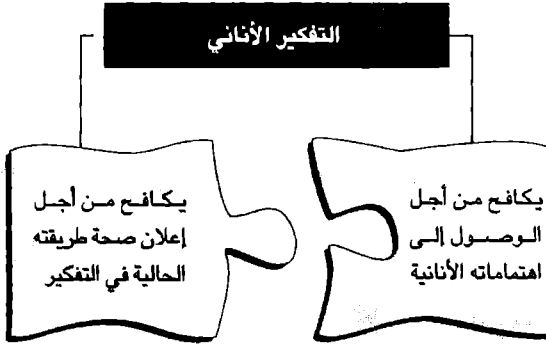 التفكير الأناني
يكافح من أجل
الوصول إلى
اهتماماته الأنانية
يكافح من أجل
إعلان صحة طريقته
الحالية في التفكير